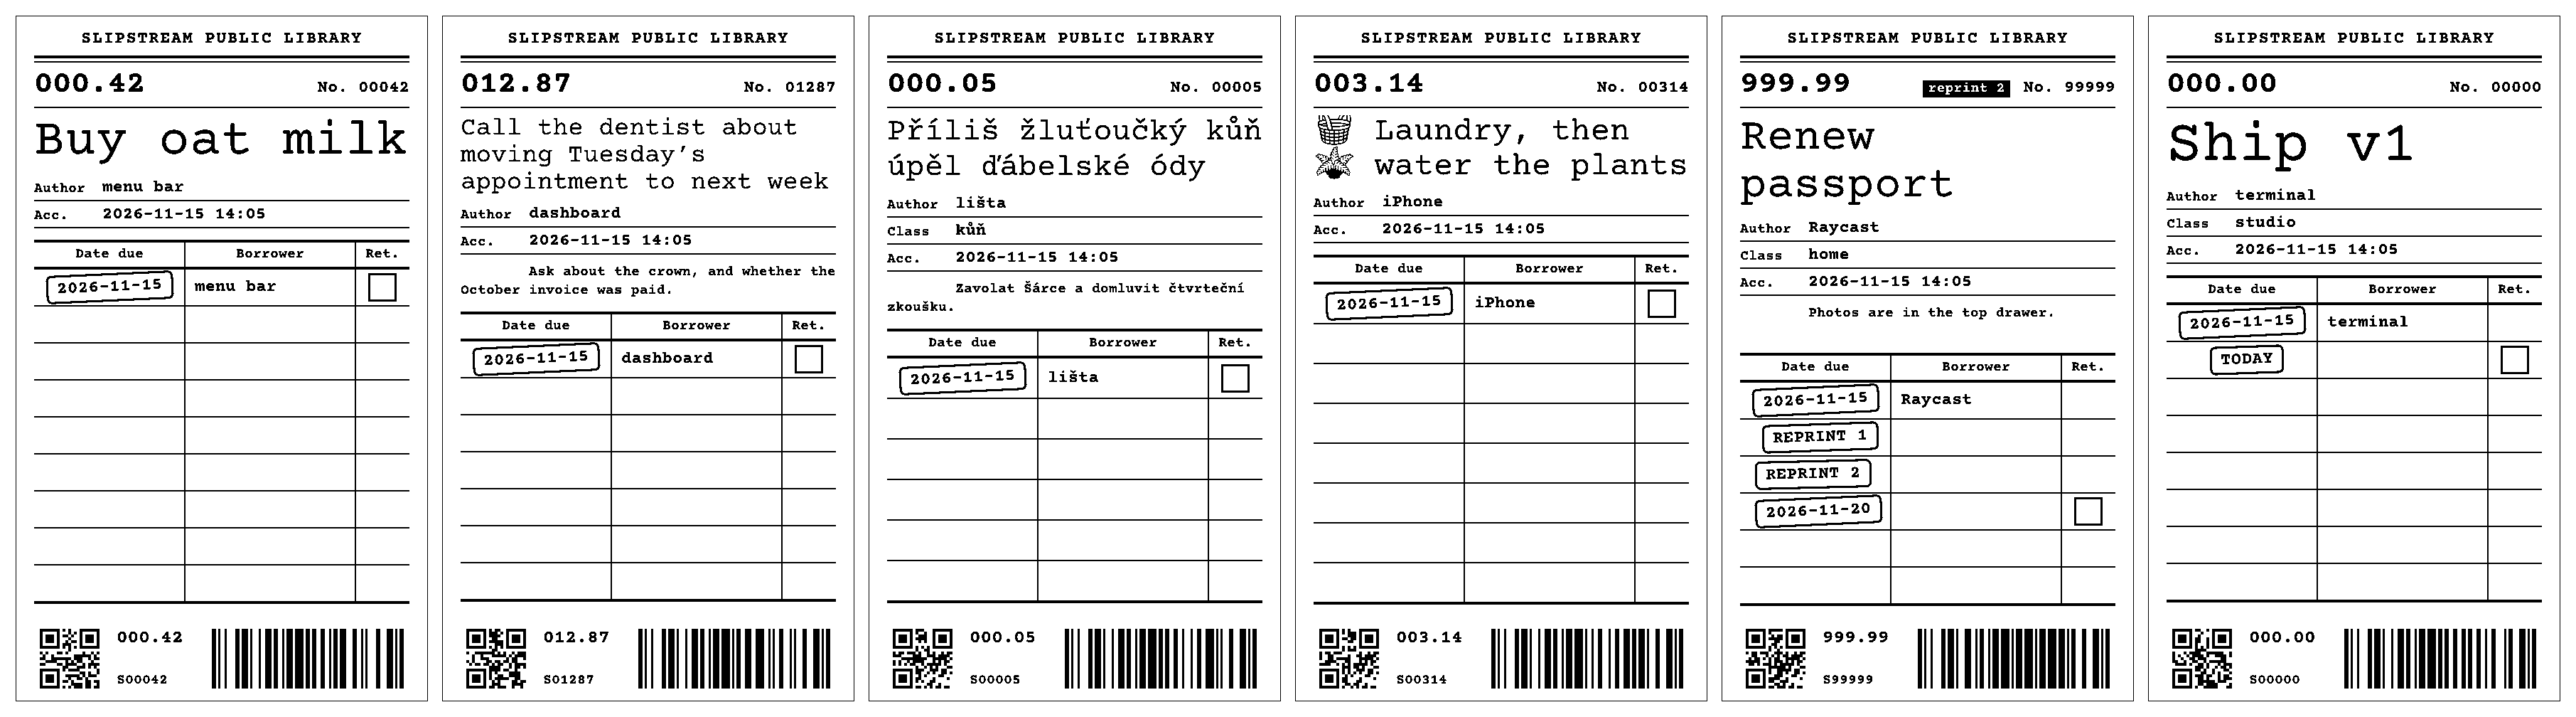 SLIPSTREAM PUBLIC LIBRARY
000.42 No. 00042
Buy oat milk
Author menu bar
Acc. 2026-11-15 14:05
Date due Borrower Ret.
2026-11-15 menu bar
000.42
S00042
SLIPSTREAM PUBLIC LIBRARY
012.87 No. 01287
Call the dentist about
moving Tuesday’s
appointment to next week
Author dashboard
Acc. 2026-11-15 14:05
Ask about the crown, and whether the
October invoice was paid.
Date due Borrower Ret.
2026-11-15 dashboard
012.87
S01287
SLIPSTREAM PUBLIC LIBRARY
000.05 No. 00005
Příliš žluťoučký kůň
úpěl ďábelské ódy
Author lišta
Class kůň
Acc. 2026-11-15 14:05
Zavolat Šárce a domluvit čtvrteční
zkoušku.
Date due Borrower Ret.
2026-11-15 lišta
000.05
S00005
SLIPSTREAM PUBLIC LIBRARY
003.14 No. 00314
Laundry, then
water the plants
Author iPhone
Acc. 2026-11-15 14:05
Date due Borrower Ret.
2026-11-15 iPhone
003.14
S00314
SLIPSTREAM PUBLIC LIBRARY
999.99 reprint 2 No. 99999
Renew
passport
Author Raycast
Class home
Acc. 2026-11-15 14:05
Photos are in the top drawer.
Date due Borrower Ret.
2026-11-15 Raycast
REPRINT 1
REPRINT 2
2026-11-20
999.99
S99999
SLIPSTREAM PUBLIC LIBRARY
000.00 No. 00000
Ship v1
Author terminal
Class studio
Acc. 2026-11-15 14:05
Date due Borrower Ret.
2026-11-15 terminal
TODAY
000.00
S00000